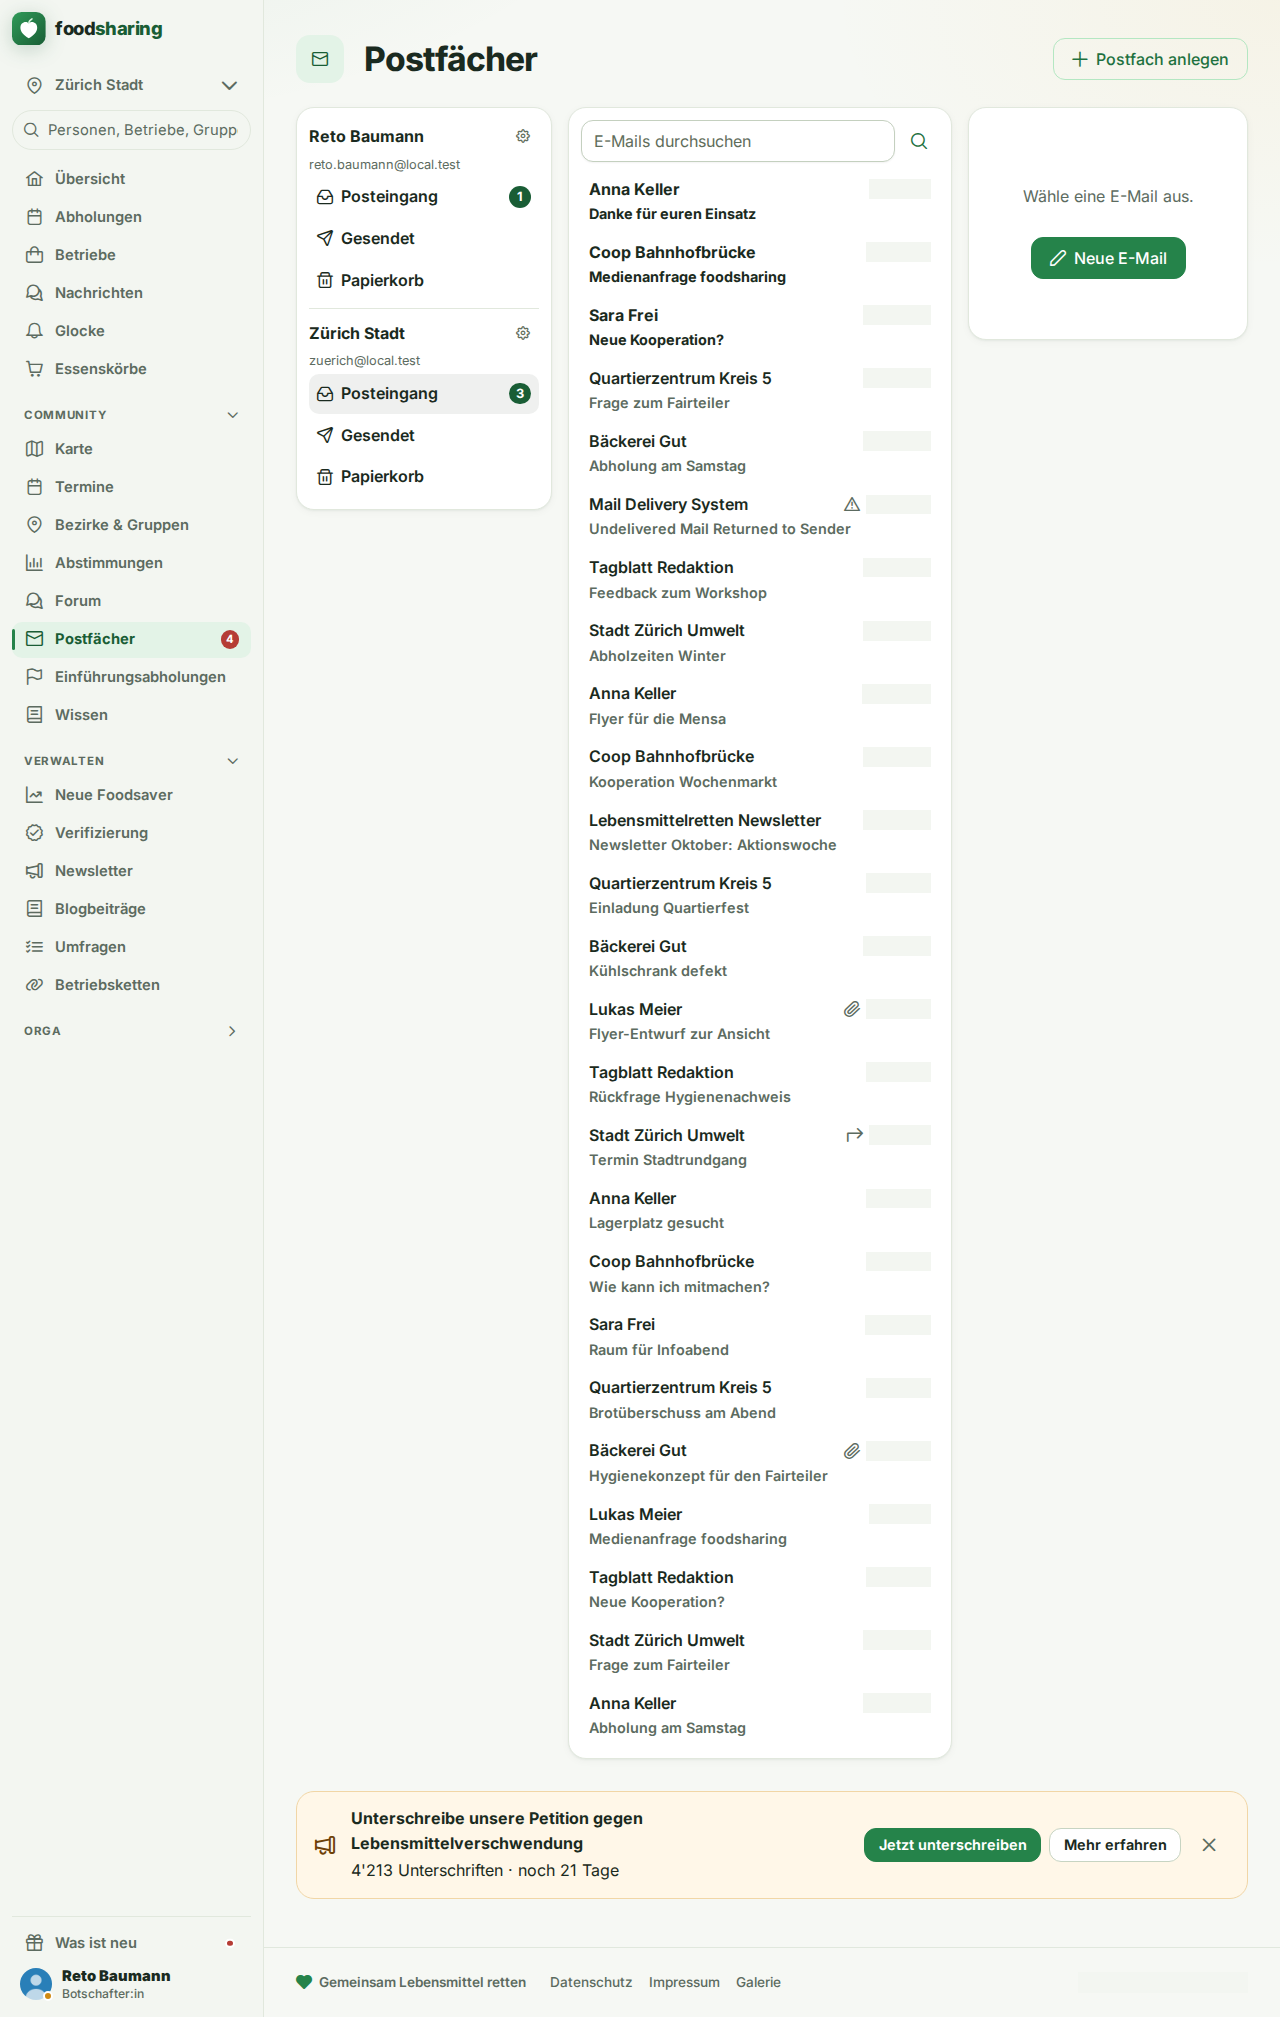 foodsharing
Zürich Stadt
Personen, Betriebe, Grupp
Übersicht
Abholungen
Betriebe
Nachrichten
Glocke
Essenskörbe
COMMUNITY
Karte
Termine
Bezirke & Gruppen
Abstimmungen
Forum
Postfächer 4
Einführungsabholungen
Wissen
VERWALTEN
Neue Foodsaver
Verifizierung
Newsletter
Blogbeiträge
Umfragen
Betriebsketten
ORGA
Was ist neu
Reto Baumann
Botschafter:in
Postfächer
Postfach anlegen
Reto Baumann
reto.baumann@local.test
Posteingang 1
Gesendet
Papierkorb
Zürich Stadt
zuerich@local.test
Posteingang 3
Gesendet
Papierkorb
E-Mails durchsuchen
Anna Keller
Danke für euren Einsatz
Coop Bahnhofbrücke
Medienanfrage foodsharing
Sara Frei
Neue Kooperation?
Quartierzentrum Kreis 5
Frage zum Fairteiler
Bäckerei Gut
Abholung am Samstag
Mail Delivery System
Undelivered Mail Returned to Sender
Tagblatt Redaktion
Feedback zum Workshop
Stadt Zürich Umwelt
Abholzeiten Winter
Anna Keller
Flyer für die Mensa
Coop Bahnhofbrücke
Kooperation Wochenmarkt
Lebensmittelretten Newsletter
Newsletter Oktober: Aktionswoche
Quartierzentrum Kreis 5
Einladung Quartierfest
Bäckerei Gut
Kühlschrank defekt
Lukas Meier
Flyer-Entwurf zur Ansicht
Tagblatt Redaktion
Rückfrage Hygienenachweis
Stadt Zürich Umwelt
Termin Stadtrundgang
Anna Keller
Lagerplatz gesucht
Coop Bahnhofbrücke
Wie kann ich mitmachen?
Sara Frei
Raum für Infoabend
Quartierzentrum Kreis 5
Brotüberschuss am Abend
Bäckerei Gut
Hygienekonzept für den Fairteiler
Lukas Meier
Medienanfrage foodsharing
Tagblatt Redaktion
Neue Kooperation?
Stadt Zürich Umwelt
Frage zum Fairteiler
Anna Keller
Abholung am Samstag
Wähle eine E-Mail aus.
Neue E-Mail
Unterschreibe unsere Petition gegen
Lebensmittelverschwendung
4'213 Unterschriften · noch 21 Tage
Jetzt unterschreiben
Mehr erfahren
Gemeinsam Lebensmittel retten
Datenschutz
Impressum
Galerie